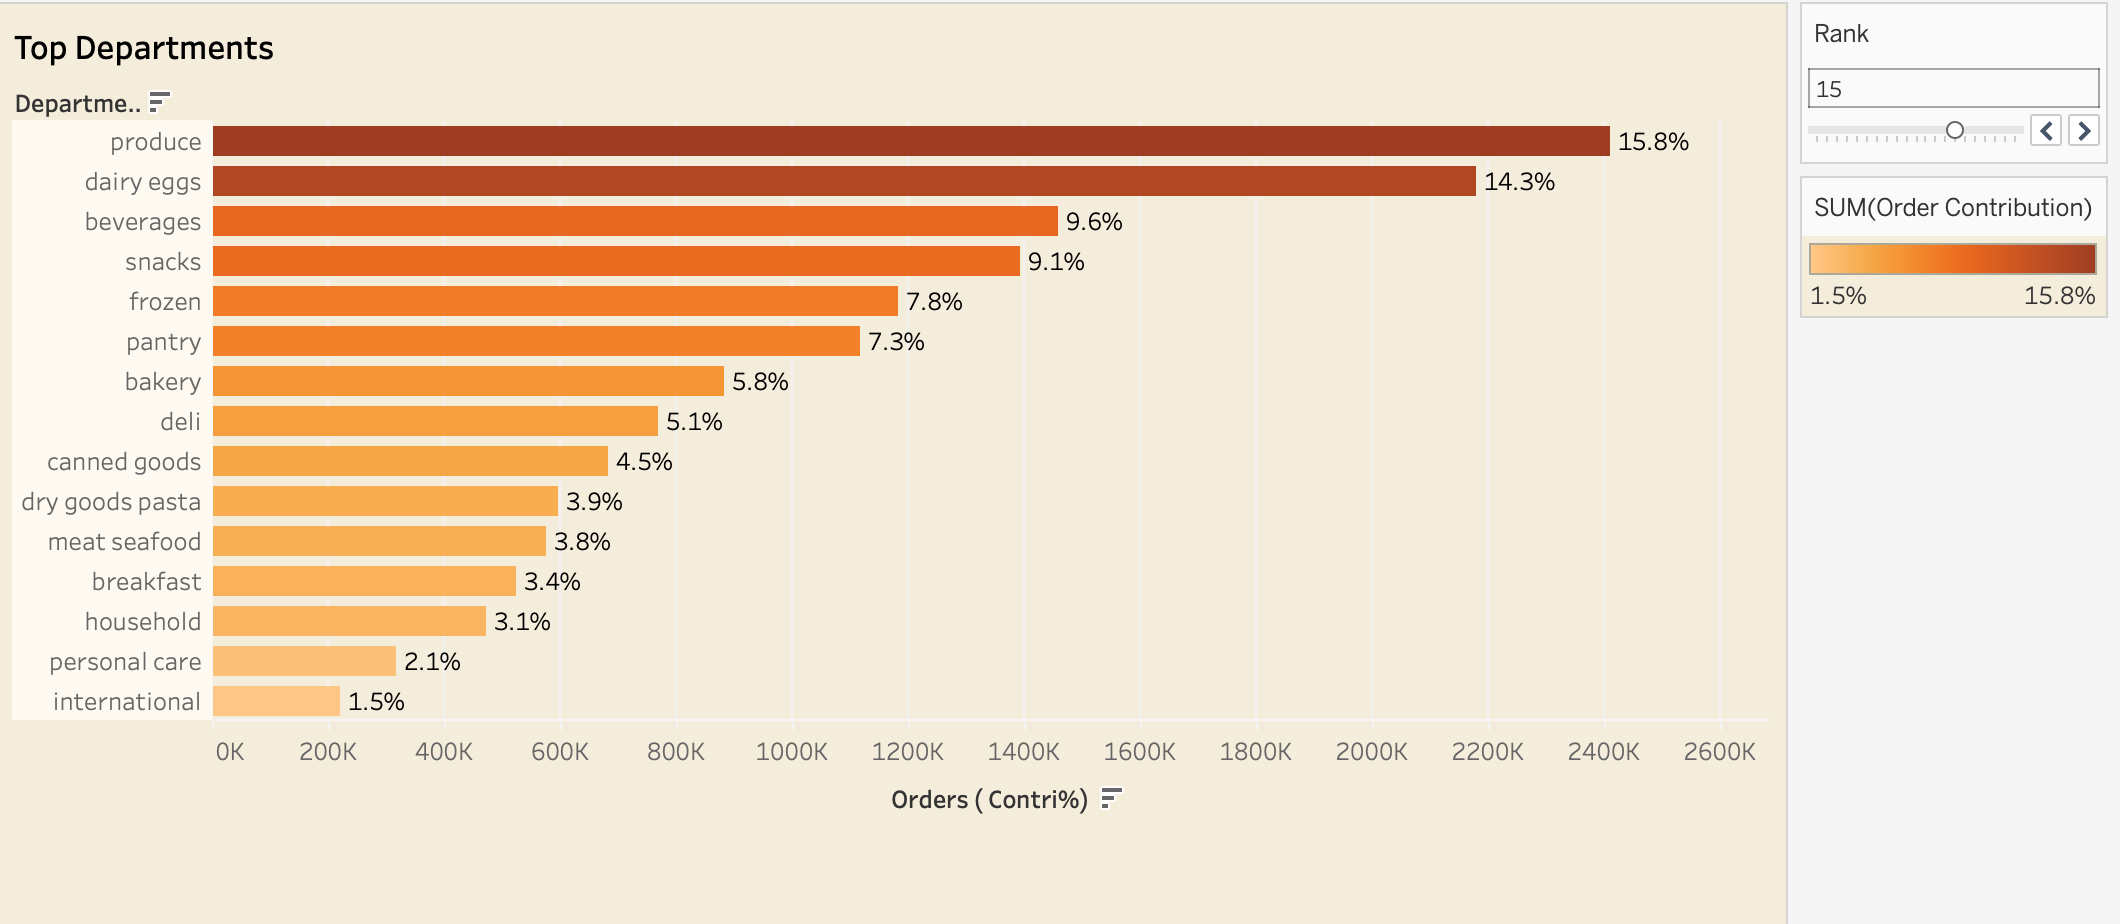 Top Departments
Departme..
produce 15.8%
dairy eggs 14.3%
beverages 9.6%
snacks 9.1%
frozen 7.8%
pantry 7.3%
bakery 5.8%
deli 5.1%
canned goods 4.5%
dry goods pasta 3.9%
meat seafood 3.8%
breakfast 3.4%
household 3.1%
personal care 2.1%
international 1.5%
0K 200K 400K 600K 800K 1000K 1200K 1400K 1600K 1800K 2000K 2200K 2400K 2600K
Orders ( Contri%)
Rank
15
SUM(Order Contribution)
1.5% 15.8%